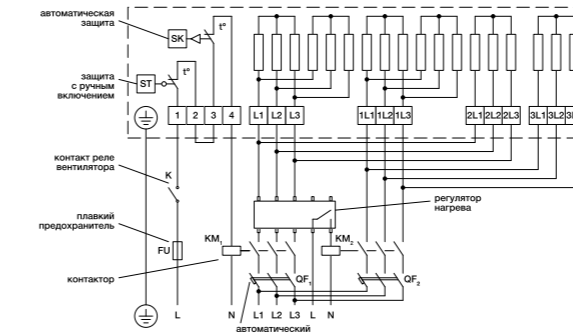 автоматическая
защита
SK
t°
защита
с ручным
включением
ST
t°
1 2 3 4 L1 L2 L3 1L1 1L2 1L3 2L1 2L2 2L3 3L1 3L2
контакт реле
вентилятора
K
регулятор
нагрева
плавкий
предохранитель
FU
KM1
KM2
контактор
QF1
QF2
L N L1 L2 L3 L N
автоматический